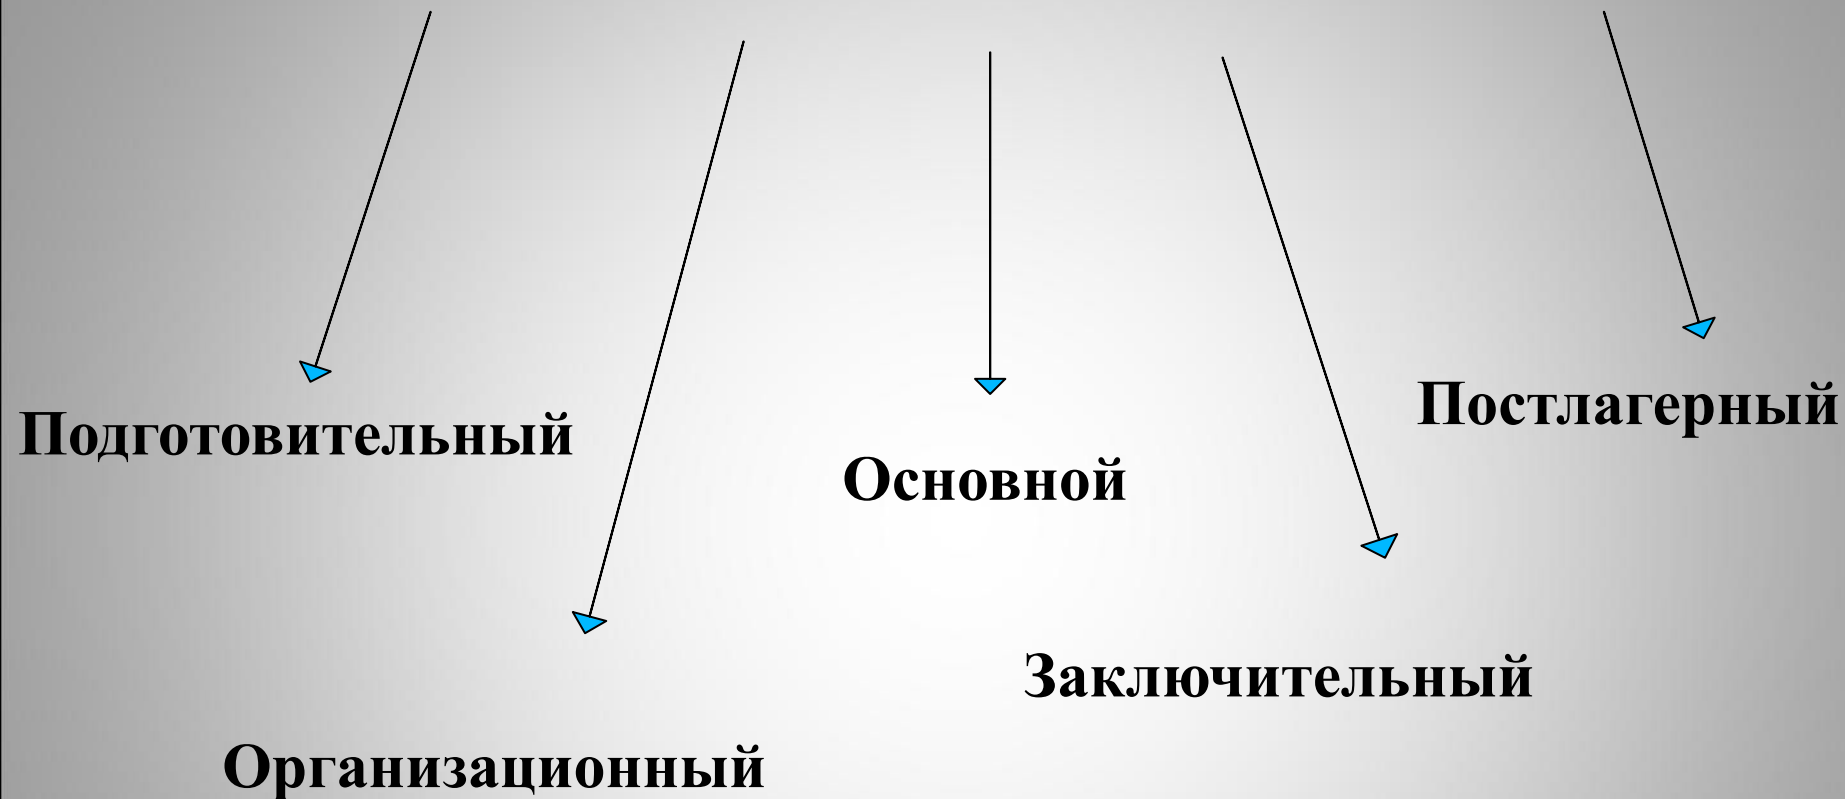 Подготовительный
Организационный
Основной
Заключительный
Постлагерный